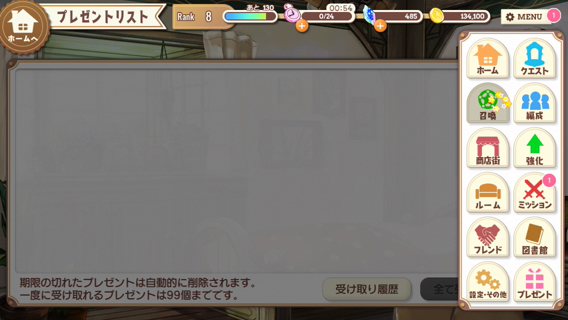 ホームへ
プレゼントリスト
Rank 8
あと 130
00:54
0/24
485
134,100
MENU 1
ホーム
クエスト
召喚
編成
商店街
強化
ルーム
ミッション
1
フレンド
図書館
設定・その他
プレゼント
期限の切れたプレゼントは自動的に削除されます。
一度に受け取れるプレゼントは99個までです。
受け取り履歴
全て